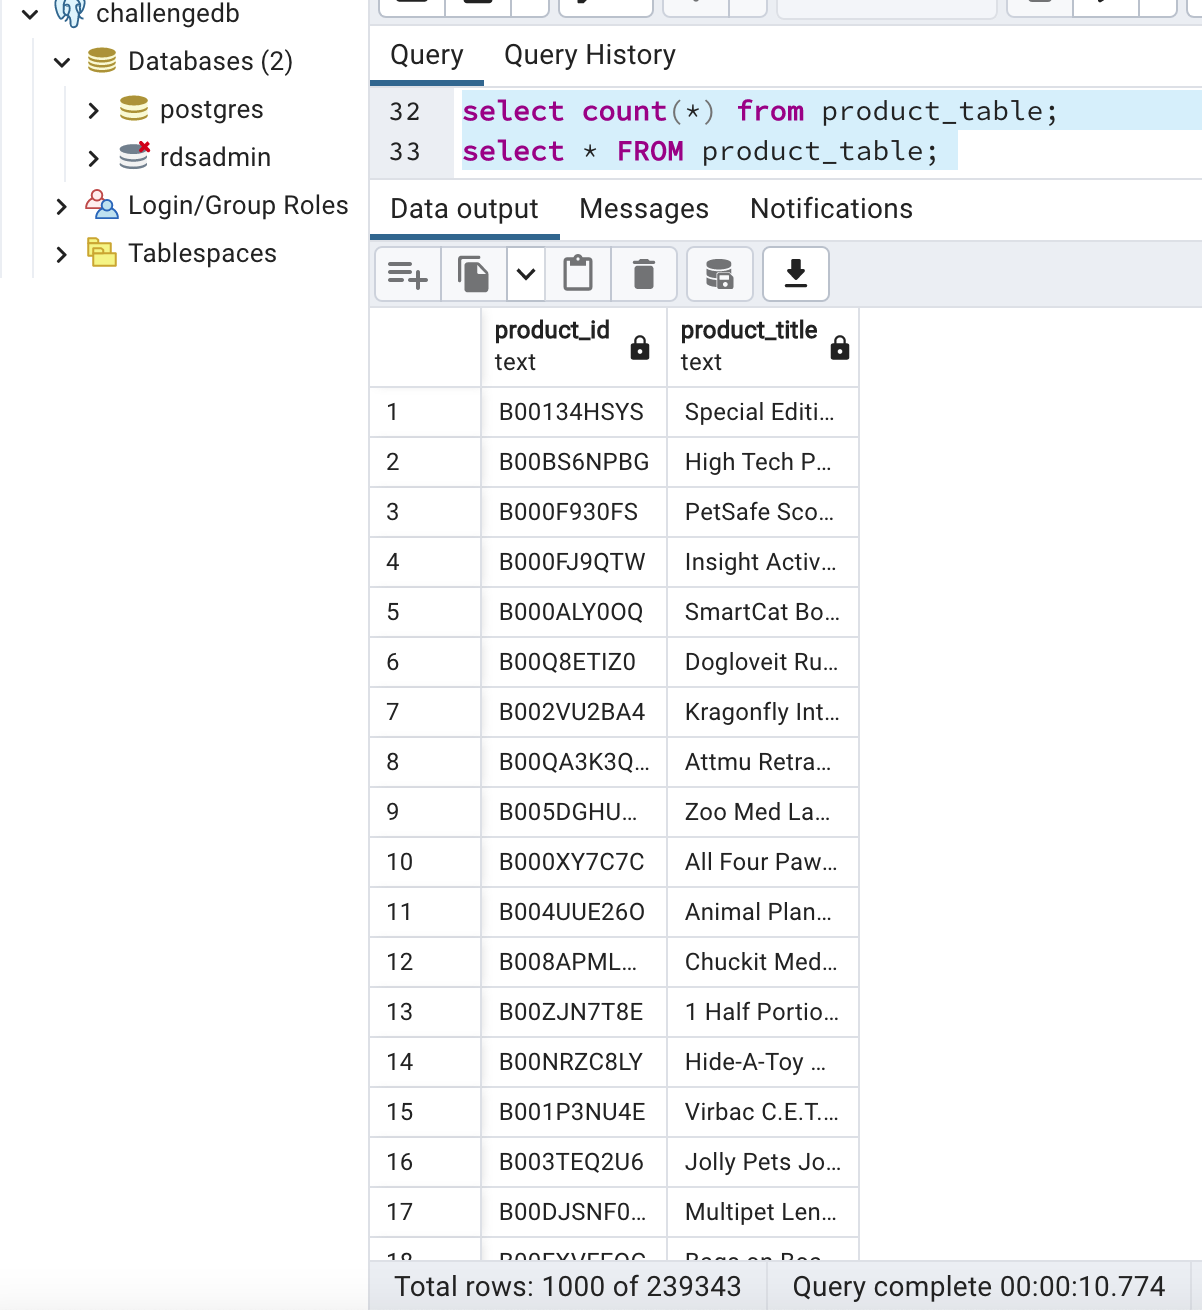 challengedb
Databases (2)
postgres
rdsadmin
Login/Group Roles
Tablespaces
Query Query History
32 select count(*) from product_table;
33 select * FROM product_table;
Data output Messages Notifications
product_id product_title
text text
1 B00134HSYS Special Editi...
2 B00BS6NPBG High Tech P...
3 B000F930FS PetSafe Sco...
4 B000FJ9QTW Insight Activ...
5 B000ALY0OQ SmartCat Bo...
6 B00Q8ETIZ0 Dogloveit Ru...
7 B002VU2BA4 Kragonfly Int...
8 B00QA3K3Q... Attmu Retra...
9 B005DGHU... Zoo Med La...
10 B000XY7C7C All Four Paw...
11 B004UUE26O Animal Plan...
12 B008APML... Chuckit Med...
13 B00ZJN7T8E 1 Half Portio...
14 B00NRZC8LY Hide-A-Toy ...
15 B001P3NU4E Virbac C.E.T....
16 B003TEQ2U6 Jolly Pets Jo...
17 B00DJSNF0... Multipet Len...
18
Total rows: 1000 of 239343 Query complete 00:00:10.774